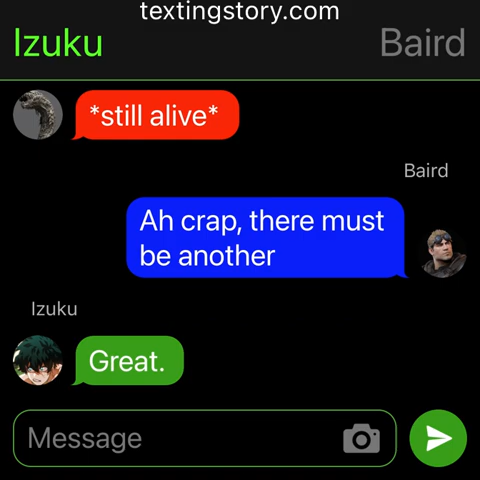 textingstory.com
Izuku Baird
*still alive*
Baird
Ah crap, there must
be another
Izuku
Great.
Message